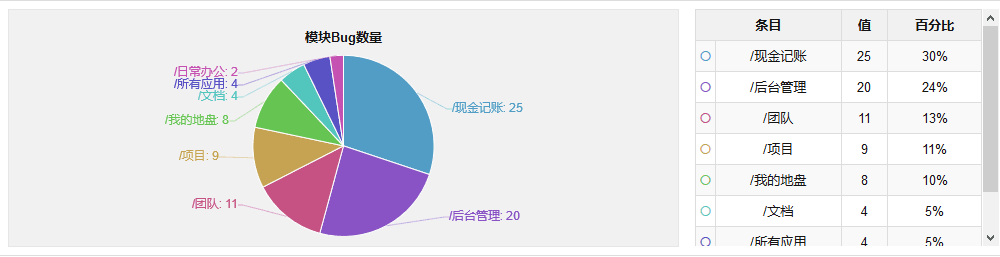 模块Bug数量
/日常办公: 2
/所有应用: 4
/文档: 4
/我的地盘: 8
/项目: 9
/团队: 11
/现金记账: 25
/后台管理: 20
条目 值 百分比
/现金记账 25 30%
/后台管理 20 24%
/团队 11 13%
/项目 9 11%
/我的地盘 8 10%
/文档 4 5%
/所有应用 4 5%